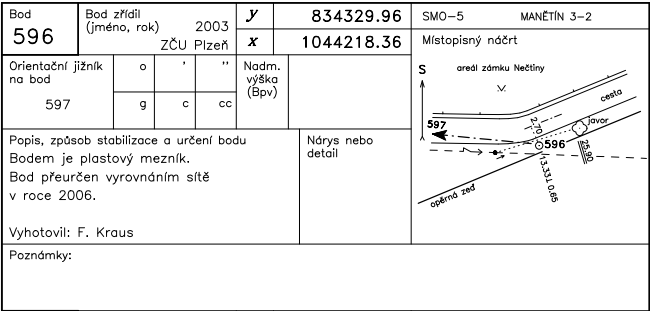 Bod
596
Bod zřídil
(jméno, rok) 2003
ZČU Plzeň
y 834329.96
x 1044218.36
SMO-5 MANĚTÍN 3-2
Orientační jižník
na bod
597
o ' ''
g c cc
Nadm.
výška
(Bpv)
Místopisný náčrt
S
areál zámku Nečtiny
cesta
javor
2.70
597
596
25.90
13.33⊥0.65
opěrná zeď
Popis, způsob stabilizace a určení bodu
Bodem je plastový mezník.
Bod přeurčen vyrovnáním sítě
v roce 2006.
Vyhotovil: F. Kraus
Nárys nebo
detail
Poznámky: